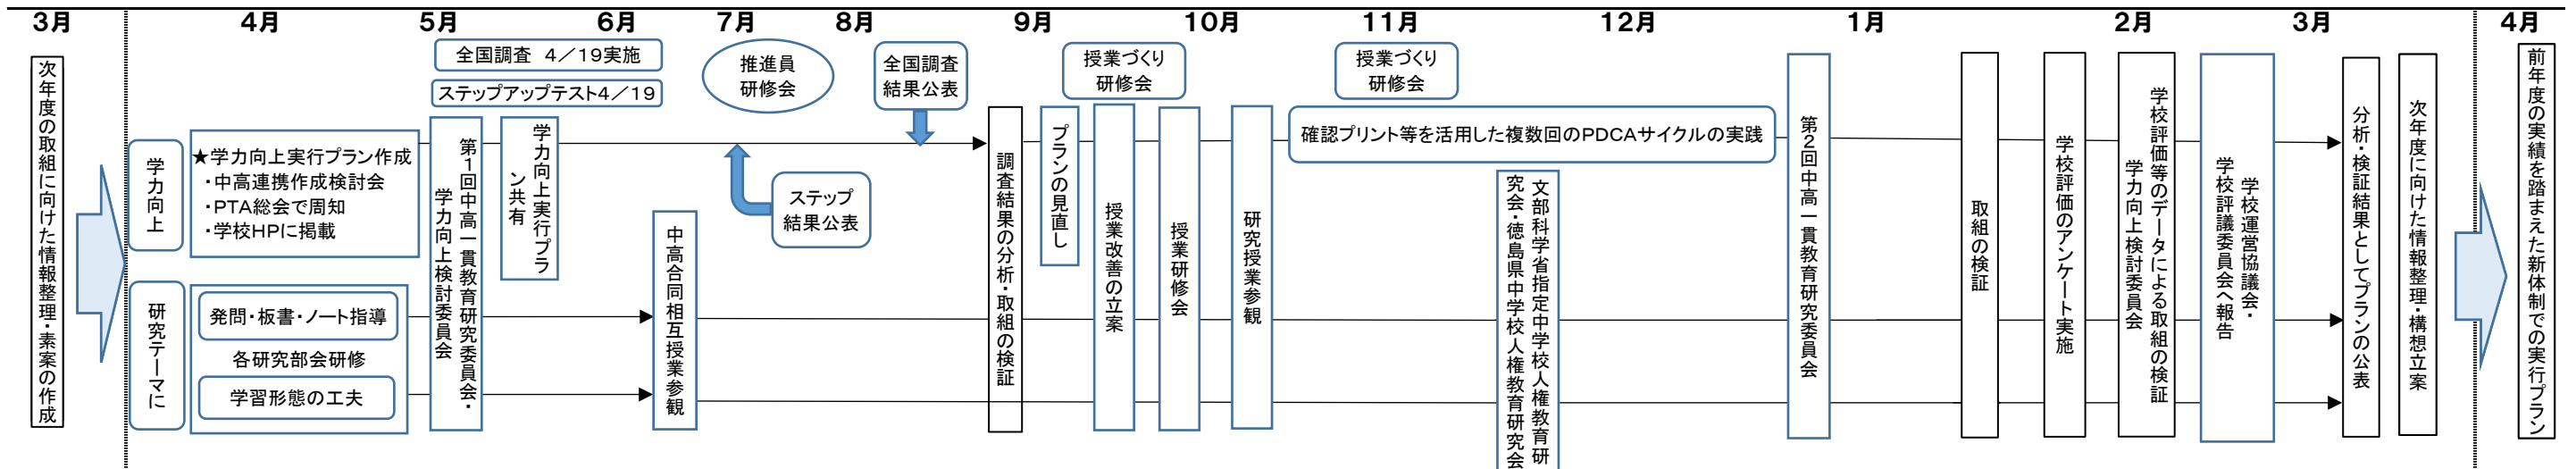 3月
4月
5月
6月
7月
8月
9月
10月
11月
12月
1月
2月
3月
4月
次年度の取組に向けた情報整理・素案の作成
学力向上
★学力向上実行プラン作成
・中高連携作成検討会
・PTA総会で周知
・学校HPに掲載
研究テーマに
発問・板書・ノート指導
各研究部会研修
学習形態の工夫
全国調査 4/19実施
ステップアップテスト4/19
第1回中高一貫教育研究委員会・
学力向上検討委員会
学力向上実行プラ
ン共有
中高合同相互授業参観
推進員
研修会
ステップ
結果公表
全国調査
結果公表
調査結果の分析・取組の検証
プランの見直し
授業づくり
研修会
授業改善の立案
授業研修会
研究授業参観
授業づくり
研修会
確認プリント等を活用した複数回のPDCAサイクルの実践
文部科学省指定中学校人権教育研
究会・徳島県中学校人権教育研究会
第2回中高一貫教育研究委員会
取組の検証
学校評価のアンケート実施
学校評価等のデータによる取組の検証
学力向上検討委員会
学校運営協議会・
学校評議委員会へ報告
分析・検証結果としてプランの公表
次年度に向けた情報整理・構想立案
前年度の実績を踏まえた新体制での実行プラン